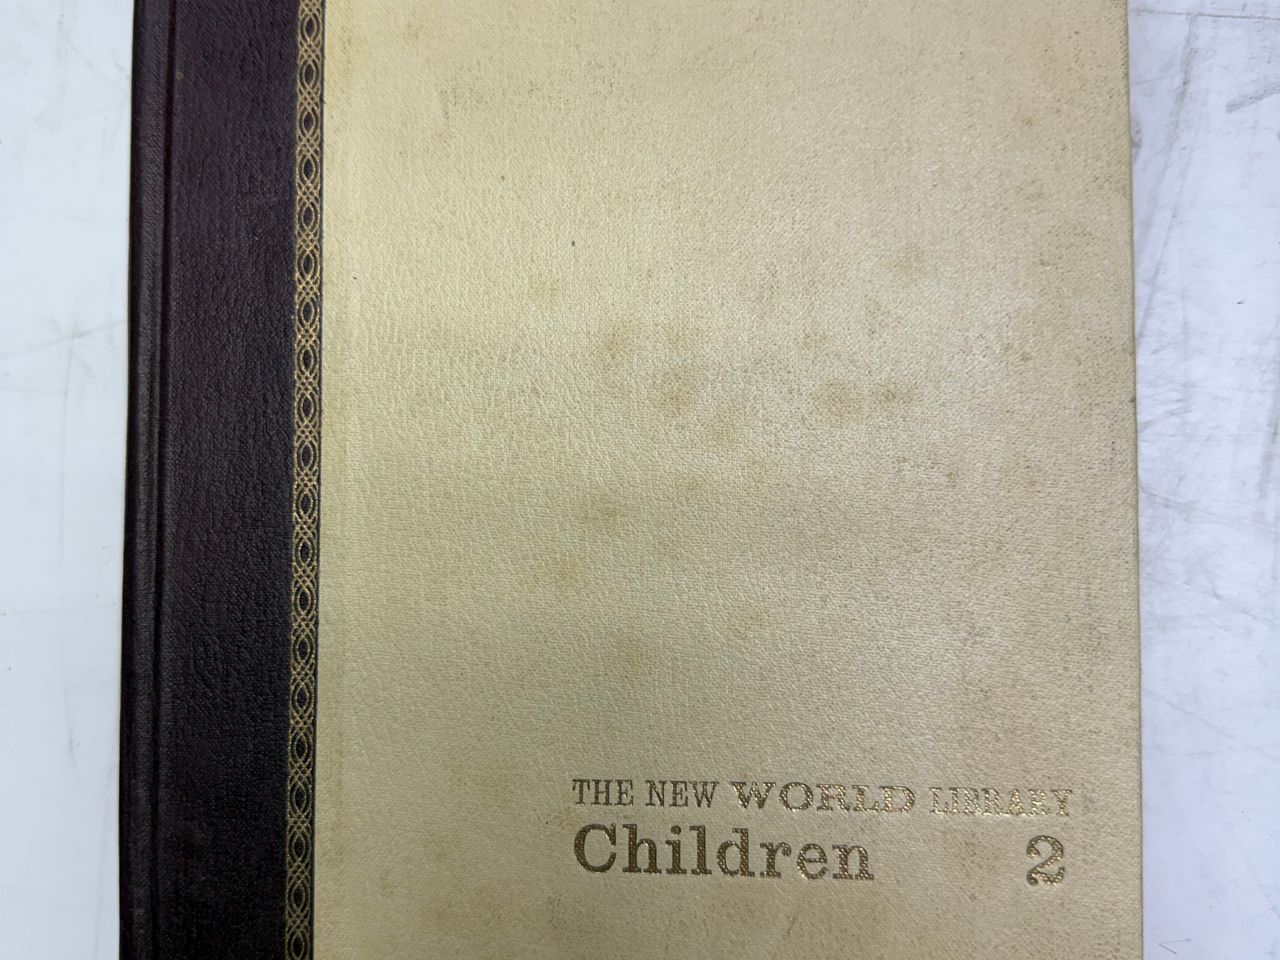 THE NEW WORLD LIBRARY
Children 2